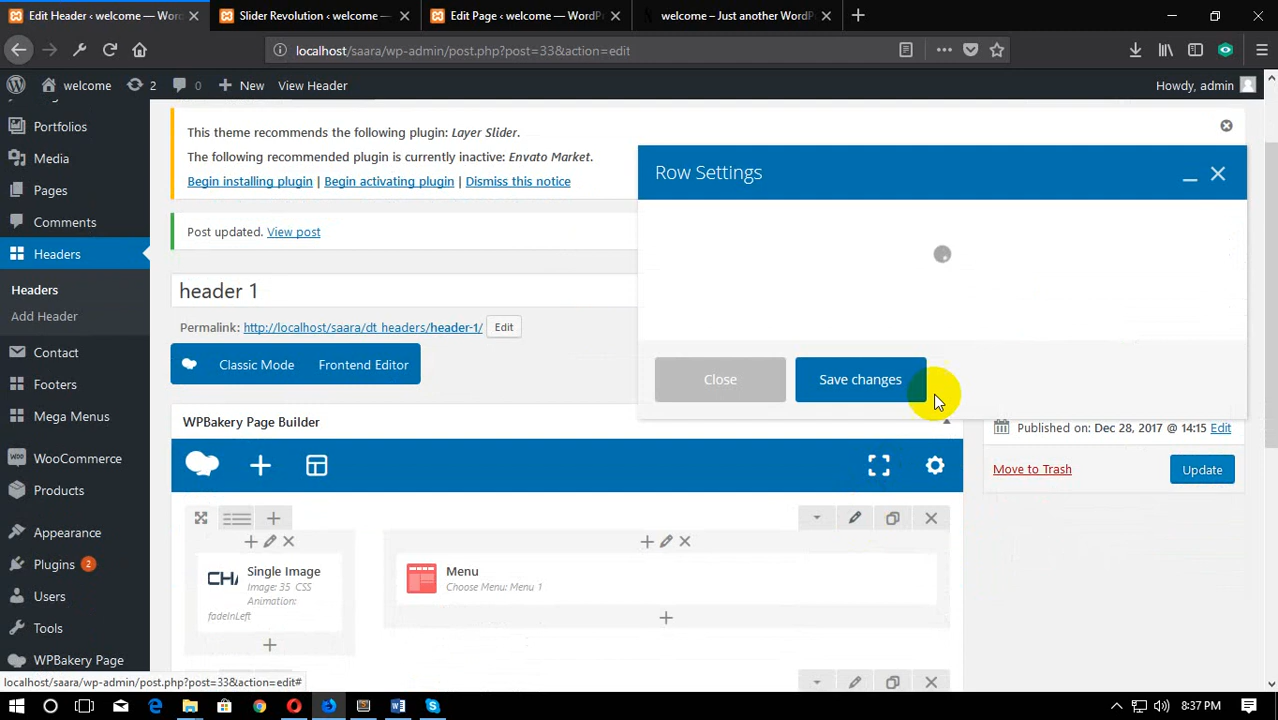 Edit Header ‹ welcome — Wor
Slider Revolution ‹ welcome —
Edit Page ‹ welcome — WordPr
welcome – Just another WordP
localhost/saara/wp-admin/post.php?post=33&action=edit
welcome
2
0
New
View Header
Howdy, admin
Portfolios
Media
Pages
Comments
Headers
Headers
Add Header
Contact
Footers
Mega Menus
WooCommerce
Products
Appearance
Plugins 2
Users
Tools
WPBakery Page
This theme recommends the following plugin: Layer Slider.
The following recommended plugin is currently inactive: Envato Market.
Begin installing plugin | Begin activating plugin | Dismiss this notice
Post updated. View post
header 1
Permalink: http://localhost/saara/dt_headers/header-1/ Edit
Classic Mode
Frontend Editor
WPBakery Page Builder
CHA
Single Image
Image: 35 CSS
Animation:
fadeInLeft
Menu
Choose Menu: Menu 1
Row Settings
Close
Save changes
Published on: Dec 28, 2017 @ 14:15 Edit
Move to Trash
Update
localhost/saara/wp-admin/post.php?post=33&action=edit#
8:37 PM